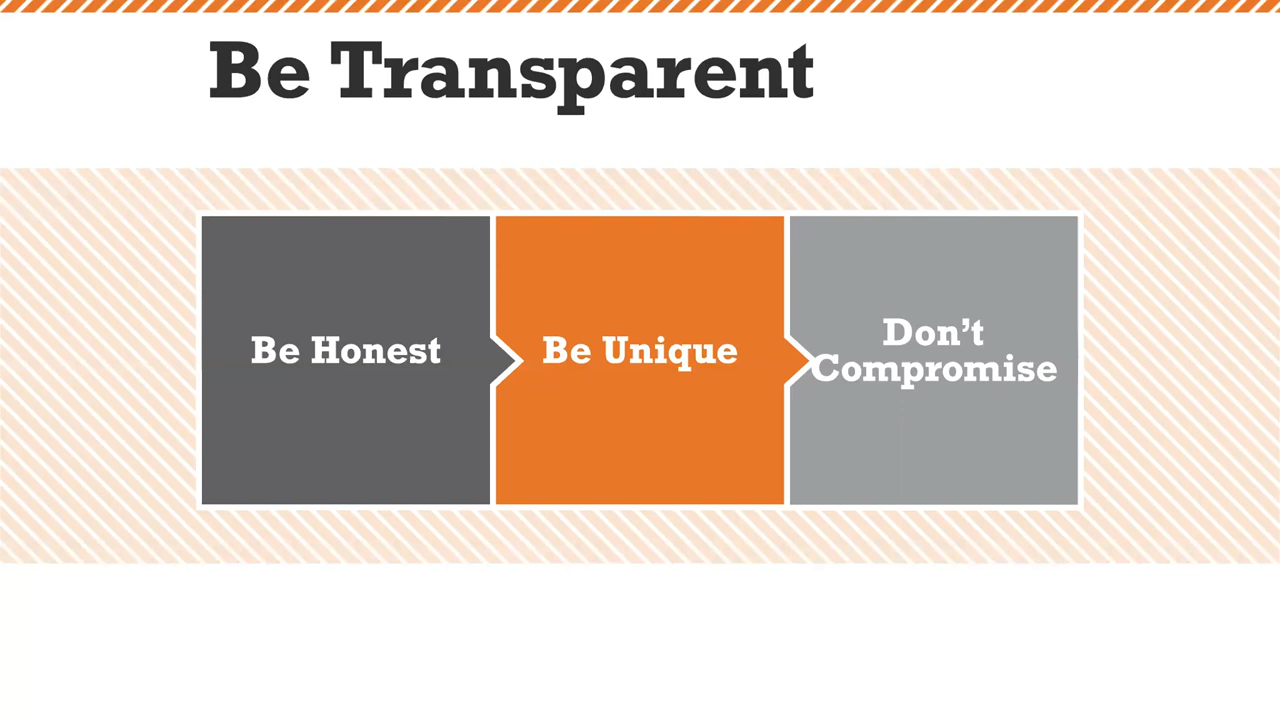 Be Transparent
Be Honest
Be Unique
Don’t
Compromise